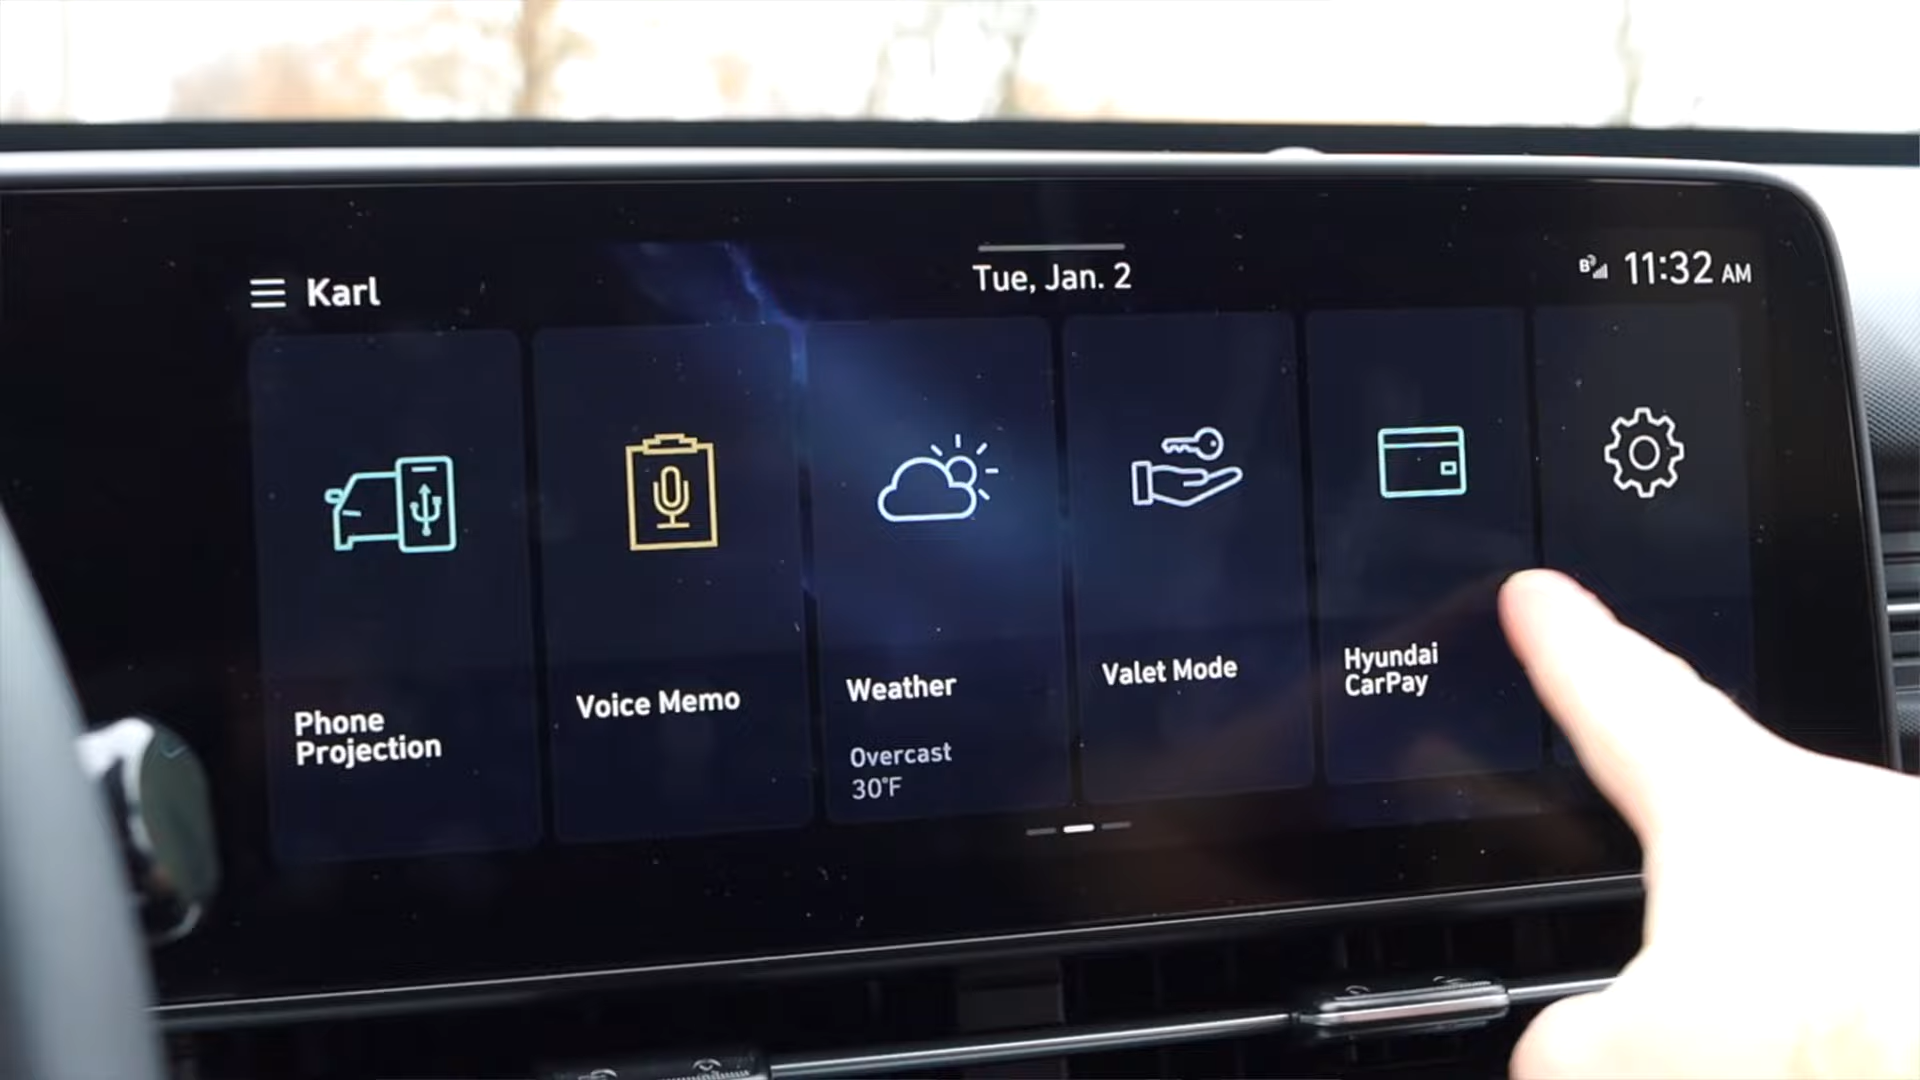 Karl
Tue, Jan. 2
11:32 AM
Phone
Projection
Voice Memo
Weather
Overcast
30°F
Valet Mode
Hyundai
CarPay